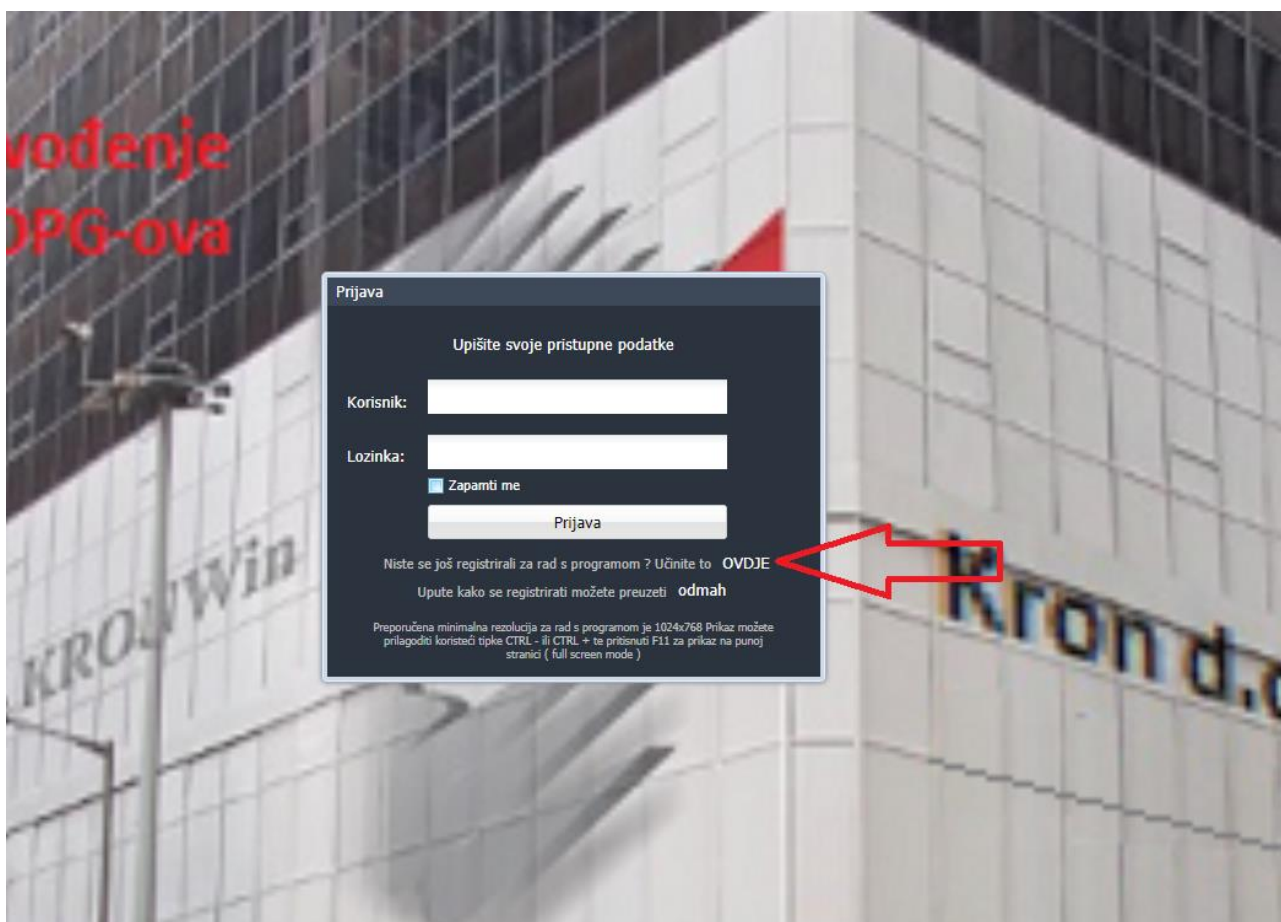 vođenje
OPG-ova
Prijava
Upišite svoje pristupne podatke
Korisnik:
Lozinka:
Zapamti me
Prijava
Niste se još registrirali za rad s programom ? Učinite to OVDJE
Upute kako se registrirati možete preuzeti odmah
Preporučena minimalna rezolucija za rad s programom je 1024x768 Prikaz možete
prilagoditi koristeći tipke CTRL - ili CTRL + te pritisnuti F11 za prikaz na punoj
stranici ( full screen mode )
KRONWin
Kron d.o